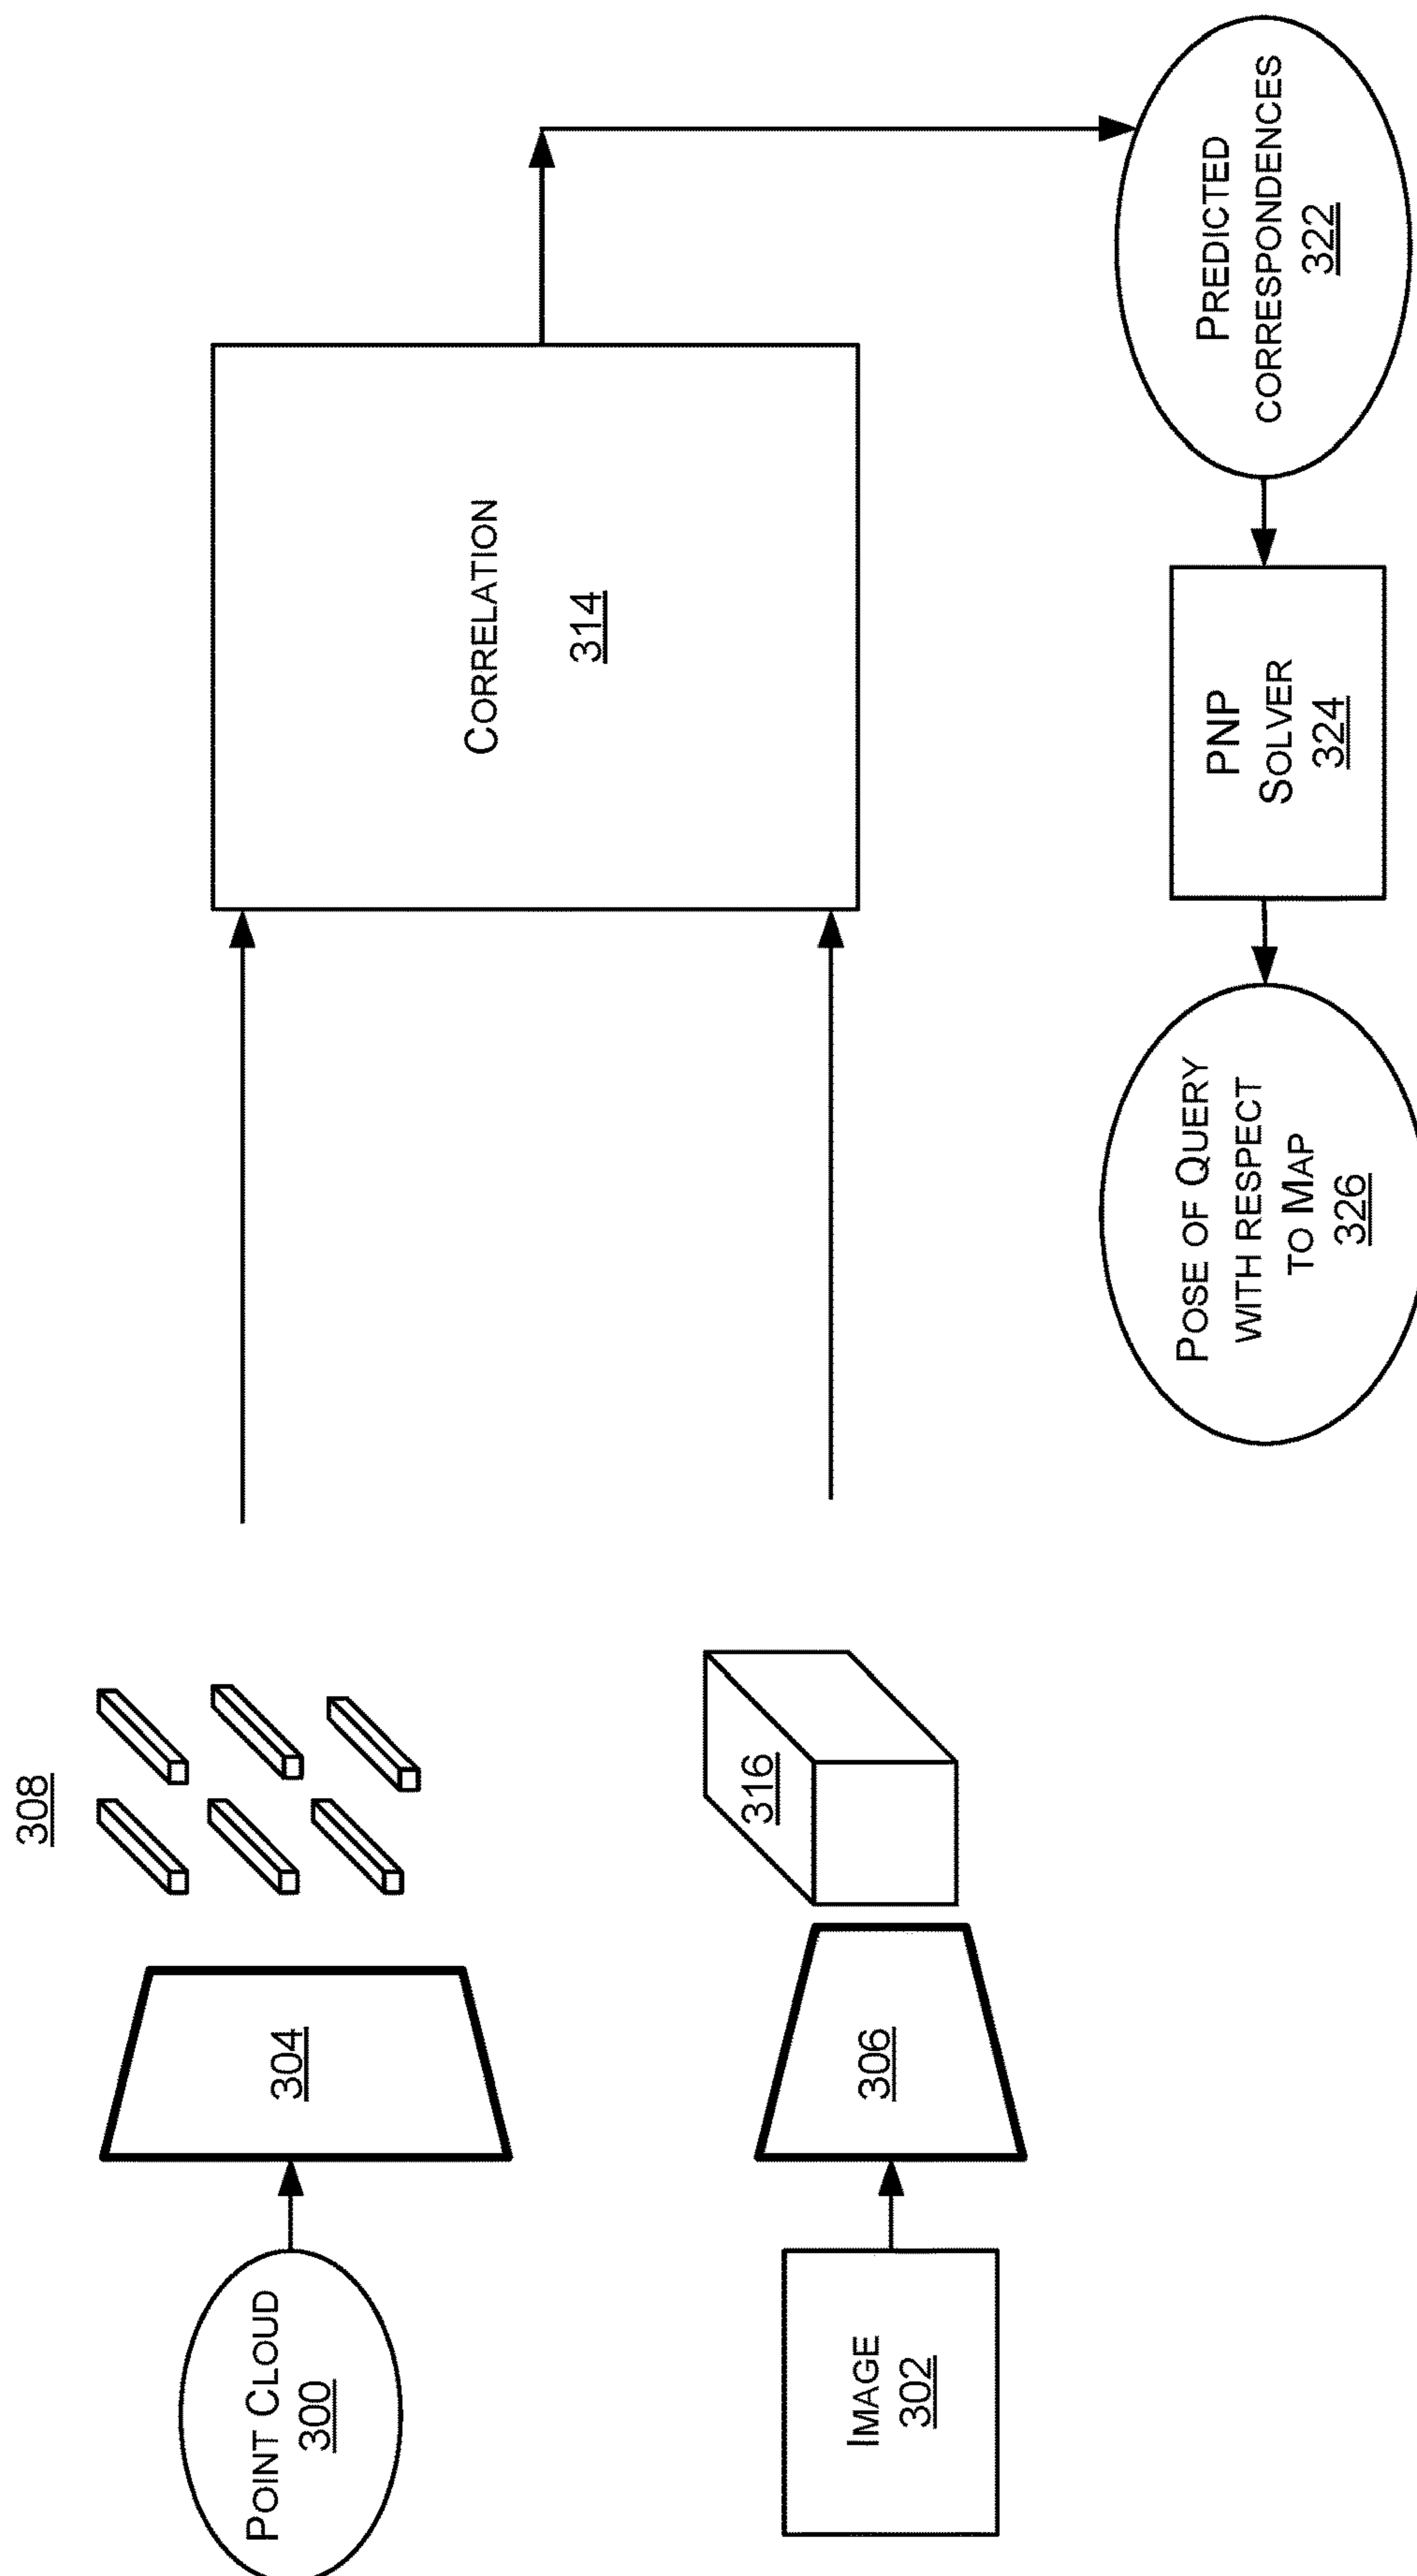 308
POINT CLOUD
300
304
316
IMAGE
302
306
CORRELATION
314
PREDICTED
CORRESPONDENCES
322
PNP
SOLVER
324
POSE OF QUERY
WITH RESPECT
TO MAP
326